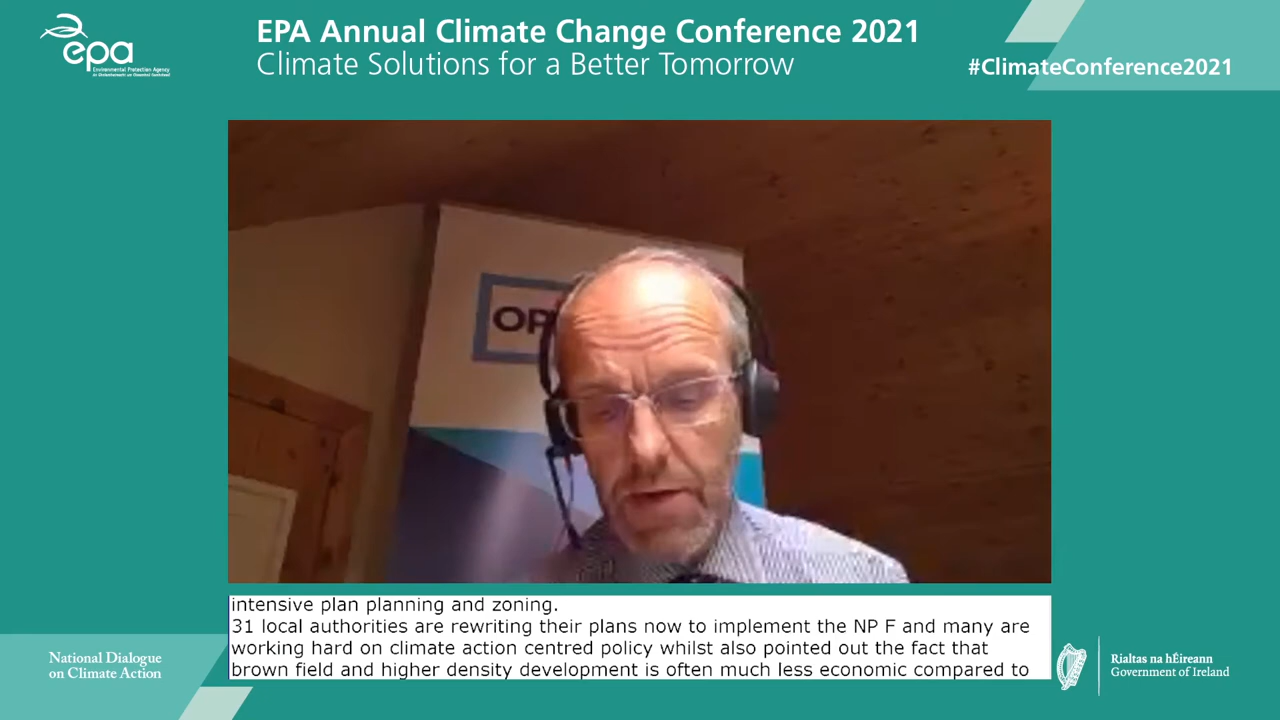 EPA Annual Climate Change Conference 2021
Climate Solutions for a Better Tomorrow
#ClimateConference2021
epa
Environmental Protection Agency
OP
intensive plan planning and zoning.
31 local authorities are rewriting their plans now to implement the NP F and many are
working hard on climate action centred policy whilst also pointed out the fact that
brown field and higher density development is often much less economic compared to
National Dialogue
on Climate Action
Rialtas na hÉireann
Government of Ireland